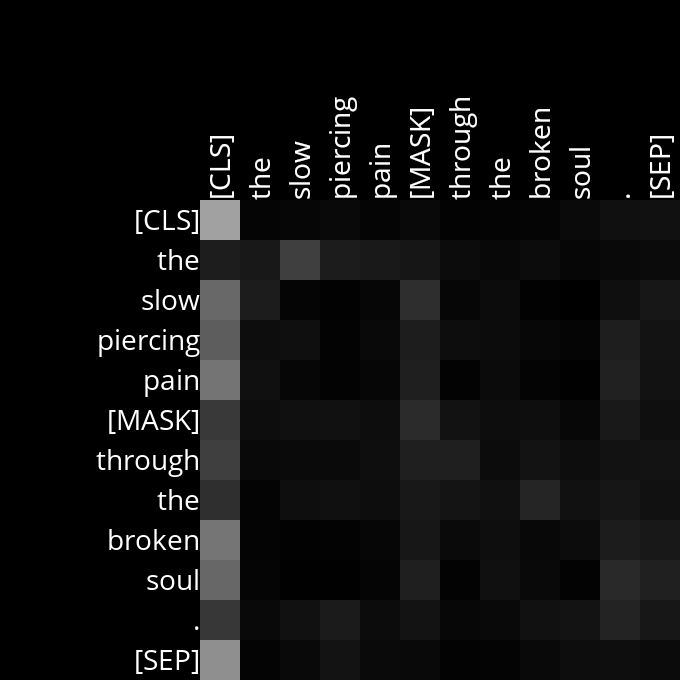 [CLS]
the
slow
piercing
pain
[MASK]
through
the
broken
soul
.
[SEP]
[CLS]
the
slow
piercing
pain
[MASK]
through
the
broken
soul
.
[SEP]